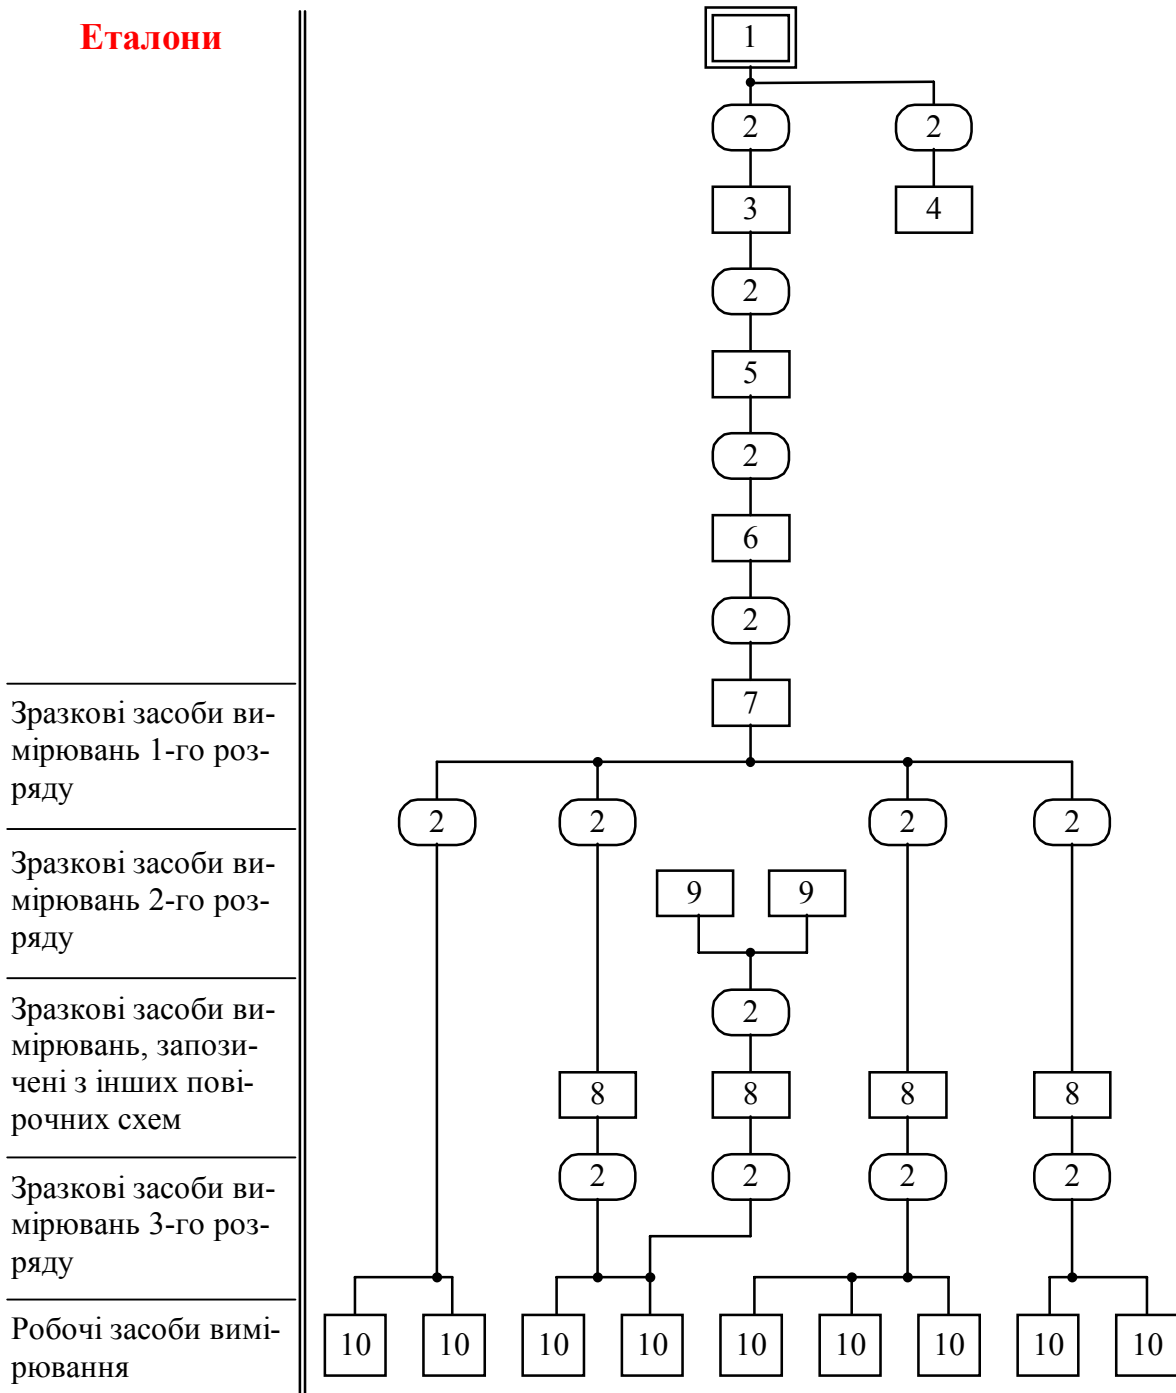 Еталони
1
2 2
3 4
2
5
2
6
2
7
Зразкові засоби ви-
мірювань 1-го роз-
ряду
2 2 2 2
Зразкові засоби ви-
мірювань 2-го роз-
ряду
9 9
Зразкові засоби ви-
мірювань, запози-
чені з інших пові-
рочних схем
2
8 8 8 8
Зразкові засоби ви-
мірювань 3-го роз-
ряду
2 2 2 2
Робочі засоби вимі-
рювання
10 10 10 10 10 10 10 10 10